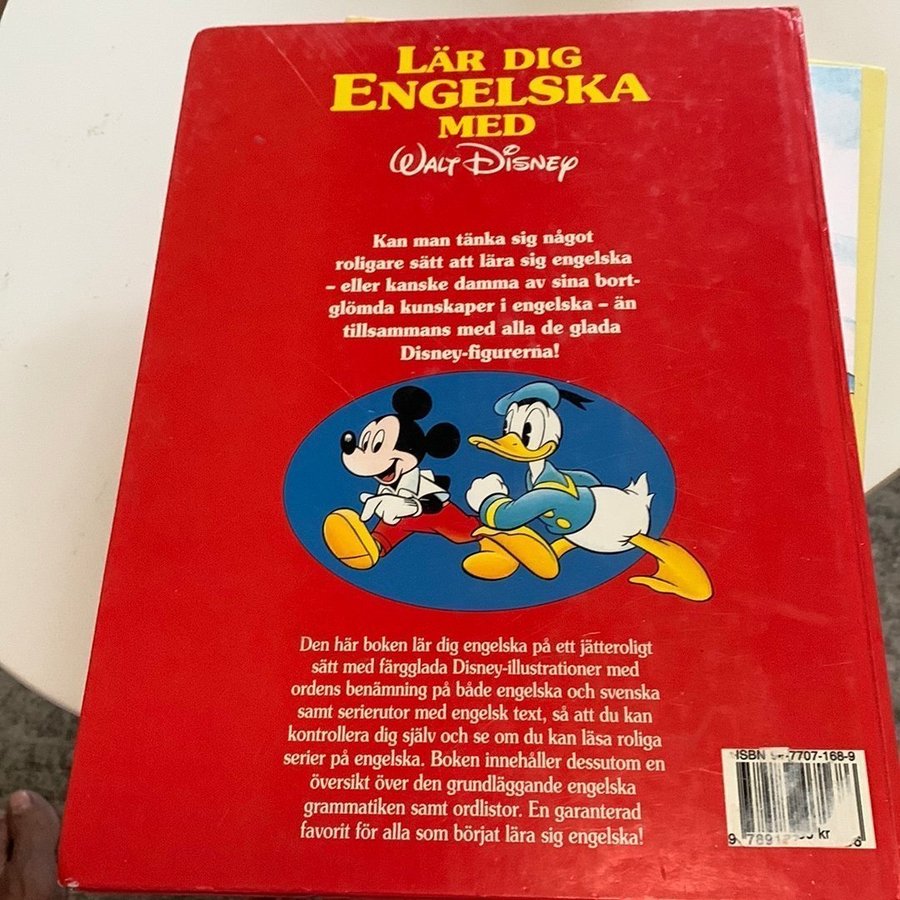 LÄR DIG
ENGELSKA
MED
WALT DISNEY
Kan man tänka sig något
roligare sätt att lära sig engelska
– eller kanske damma av sina bort-
glömda kunskaper i engelska – än
tillsammans med alla de glada
Disney-figurerna!
Den här boken lär dig engelska på ett jätteroligt
sätt med färgglada Disney-illustrationer med
ordens benämning på både engelska och svenska
samt serierutor med engelsk text, så att du kan
kontrollera dig själv och se om du kan läsa roliga
serier på engelska. Boken innehåller dessutom en
översikt över den grundläggande engelska
grammatiken samt ordlistor. En garanterad
favorit för alla som börjat lära sig engelska!
ISBN
kr